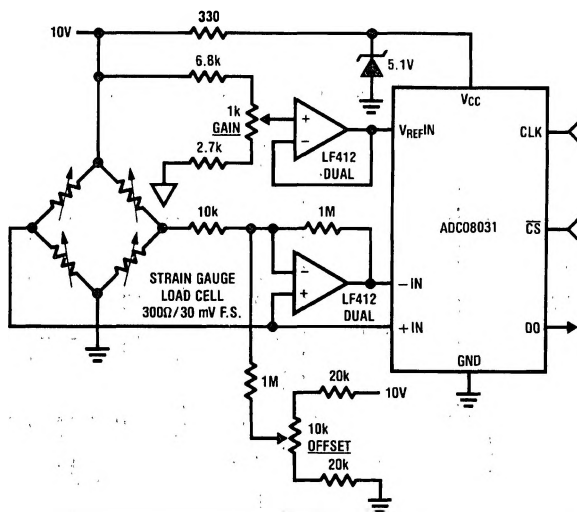 10V
330
5.1V
6.8k
1k
GAIN
2.7k
+
−
LF412
DUAL
VCC
VREFIN
CLK
ADC08031
CS
DO
−IN
+IN
GND
10k
1M
−
+
LF412
DUAL
STRAIN GAUGE
LOAD CELL
300Ω/30 mV F.S.
1M
20k
10V
10k
OFFSET
20k